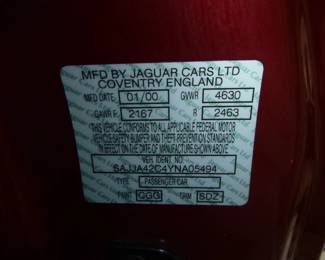 MFD BY JAGUAR CARS LTD
COVENTRY ENGLAND
MFD DATE 01/00 GVWR 4630
GAWR F 2167 R 2463
"THIS VEHICLE CONFORMS TO ALL APPLICABLE FEDERAL MOTOR
VEHICLE SAFETY BUMPER AND THEFT PREVENTION STANDARDS
IN EFFECT ON THE DATE OF MANUFACTURE SHOWN ABOVE"
VEH. IDENT NO.
SAJJA42C4YNA05494
TYPE PASSENGER CAR
PAINT CGG TRIM SDZ